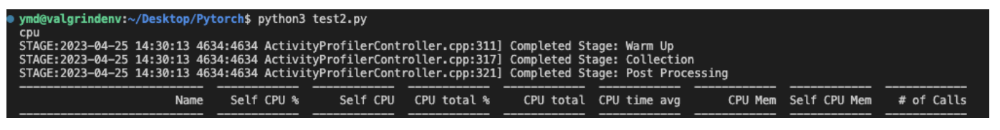 ymd@valgrindenv:~/Desktop/Pytorch$ python3 test2.py
cpu
STAGE:2023-04-25 14:30:13 4634:4634 ActivityProfilerController.cpp:311] Completed Stage: Warm Up
STAGE:2023-04-25 14:30:13 4634:4634 ActivityProfilerController.cpp:317] Completed Stage: Collection
STAGE:2023-04-25 14:30:13 4634:4634 ActivityProfilerController.cpp:321] Completed Stage: Post Processing
Name Self CPU % Self CPU CPU total % CPU total CPU time avg CPU Mem Self CPU Mem # of Calls